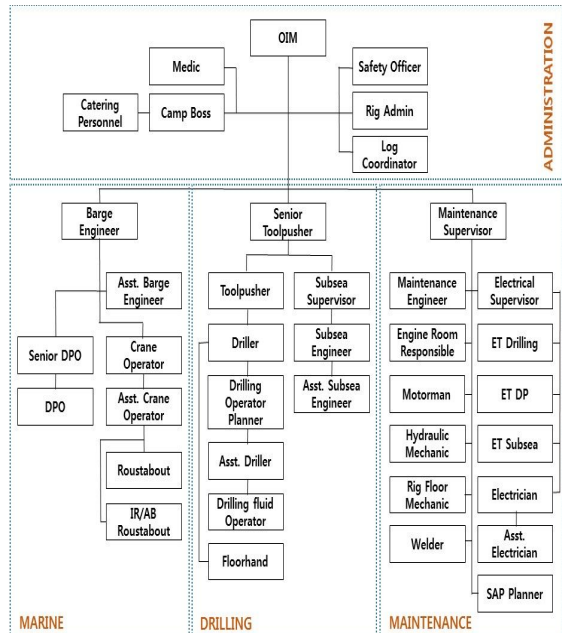 OIM
Medic
Safety Officer
Catering
Personnel
Camp Boss
Rig Admin
Log
Coordinator
ADMINISTRATION
Barge
Engineer
Senior
Toolpusher
Maintenance
Supervisor
Asst. Barge
Engineer
Senior DPO
Crane
Operator
DPO
Asst. Crane
Operator
Roustabout
IR/AB
Roustabout
MARINE
Toolpusher
Subsea
Supervisor
Driller
Subsea
Engineer
Drilling
Operator
Planner
Asst. Subsea
Engineer
Asst. Driller
Drilling fluid
Operator
Floorhand
DRILLING
Maintenance
Engineer
Electrical
Supervisor
Engine Room
Responsible
ET Drilling
Motorman
ET DP
Hydraulic
Mechanic
ET Subsea
Rig Floor
Mechanic
Electrician
Welder
Asst.
Electrician
SAP Planner
MAINTENANCE